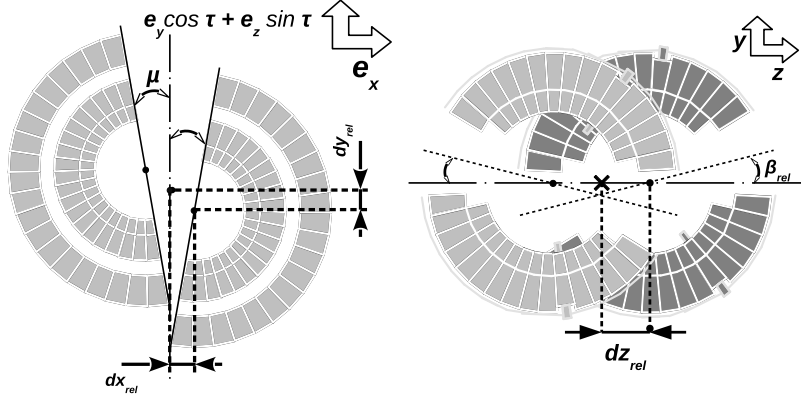 e_y cos τ + e_z sin τ
e_x
μ
dy_rel
dx_rel
y
z
β_rel
dz_rel